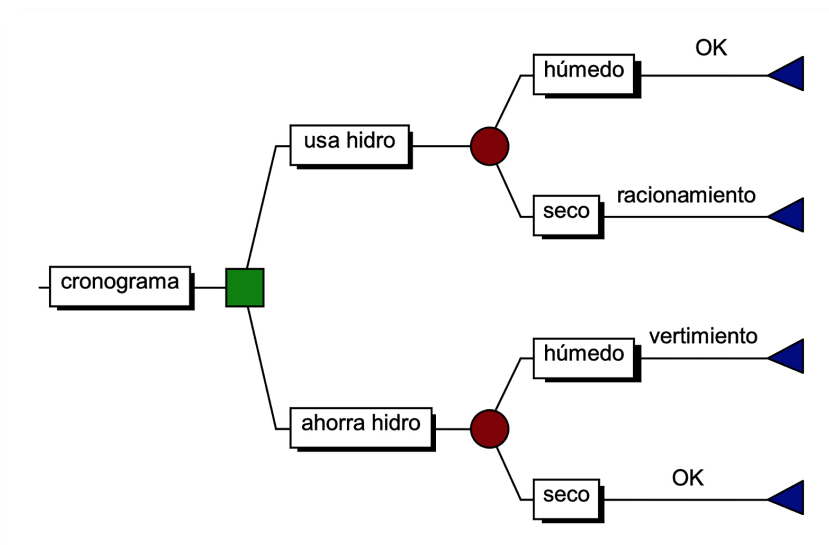 OK
húmedo
usa hidro
racionamiento
seco
cronograma
vertimiento
húmedo
ahorra hidro
OK
seco